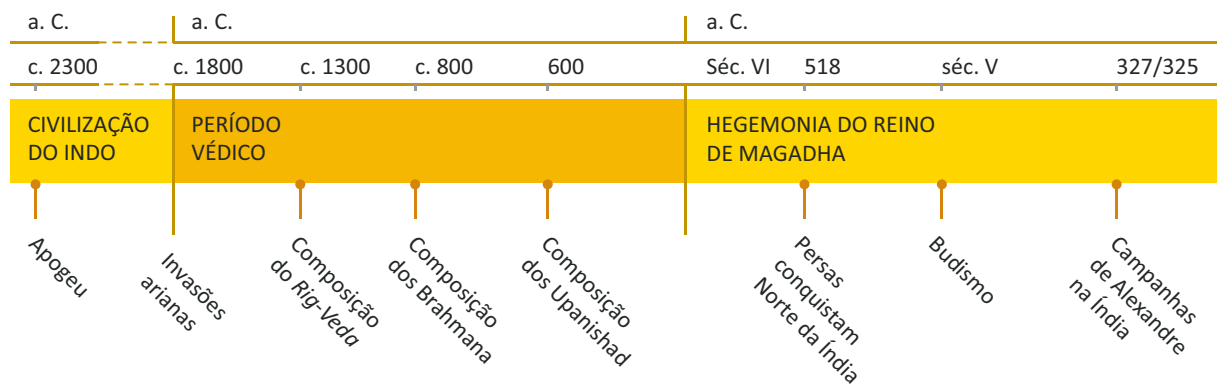 a. C.
a. C.
a. C.
c. 2300
c. 1800
c. 1300
c. 800
600
Séc. VI
518
séc. V
327/325
CIVILIZAÇÃO
DO INDO
PERÍODO
VÉDICO
HEGEMONIA DO REINO
DE MAGADHA
Apogeu
Invasões
arianas
Composição
do Rig-Veda
Composição
dos Brahmana
Composição
dos Upanishad
Persas
conquistam
Norte da Índia
Budismo
Campanhas
de Alexandre
na Índia